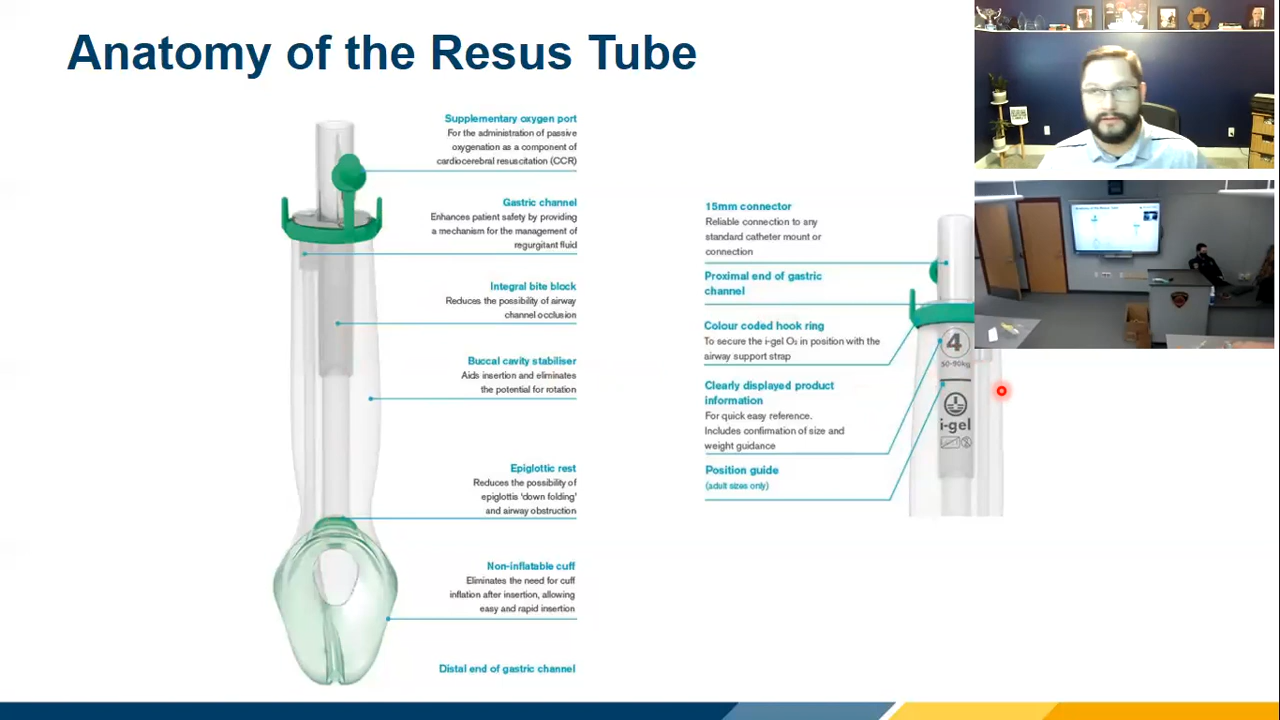 Anatomy of the Resus Tube
Supplementary oxygen port
For the administration of passive
oxygenation as a component of
cardiocerebral resuscitation (CCR)
Gastric channel
Enhances patient safety by providing
a mechanism for the management of
regurgitant fluid
Integral bite block
Reduces the possibility of airway
channel occlusion
Buccal cavity stabiliser
Aids insertion and eliminates
the potential for rotation
Epiglottic rest
Reduces the possibility of
epiglottis 'down folding'
and airway obstruction
Non-inflatable cuff
Eliminates the need for cuff
inflation after insertion, allowing
easy and rapid insertion
Distal end of gastric channel
15mm connector
Reliable connection to any
standard catheter mount or
connection
Proximal end of gastric
channel
Colour coded hook ring
To secure the i-gel O₂ in position with the
airway support strap
Clearly displayed product
information
For quick easy reference.
Includes confirmation of size and
weight guidance
Position guide
(adult sizes only)
4
50-90kg
i-gel